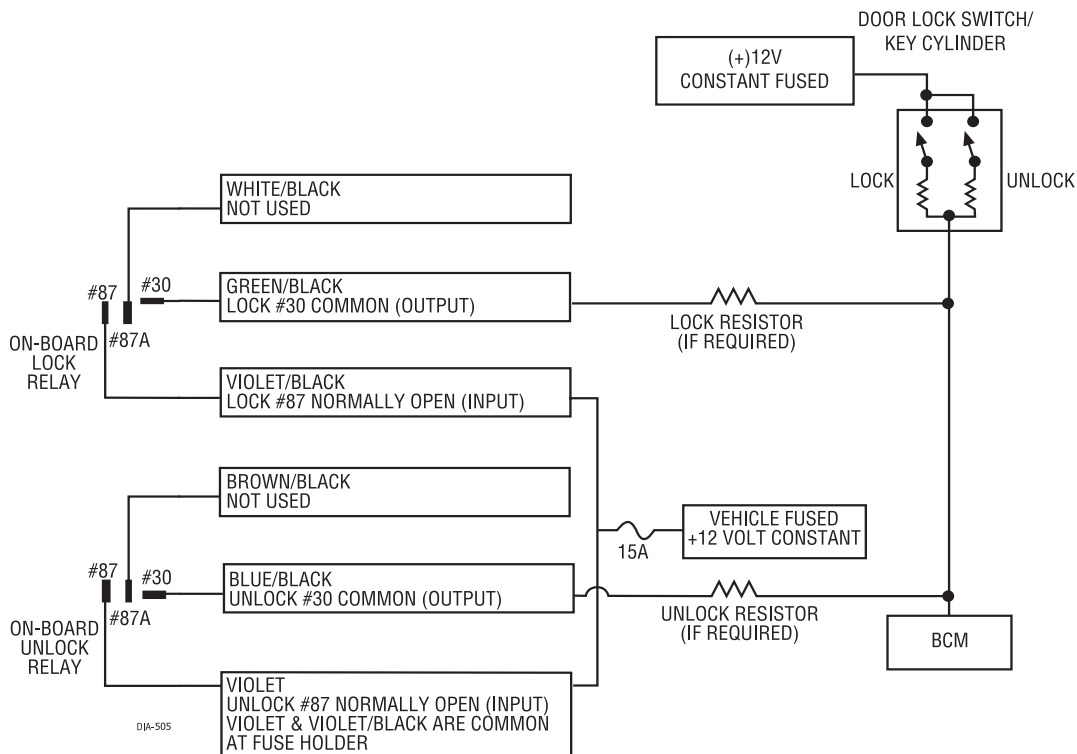 DOOR LOCK SWITCH/
KEY CYLINDER
(+)12V
CONSTANT FUSED
LOCK
UNLOCK
WHITE/BLACK
NOT USED
#87
#30
#87A
GREEN/BLACK
LOCK #30 COMMON (OUTPUT)
LOCK RESISTOR
(IF REQUIRED)
ON-BOARD
LOCK
RELAY
VIOLET/BLACK
LOCK #87 NORMALLY OPEN (INPUT)
BROWN/BLACK
NOT USED
15A
VEHICLE FUSED
+12 VOLT CONSTANT
#87
#30
#87A
BLUE/BLACK
UNLOCK #30 COMMON (OUTPUT)
UNLOCK RESISTOR
(IF REQUIRED)
BCM
ON-BOARD
UNLOCK
RELAY
VIOLET
UNLOCK #87 NORMALLY OPEN (INPUT)
VIOLET & VIOLET/BLACK ARE COMMON
AT FUSE HOLDER
DIA-505